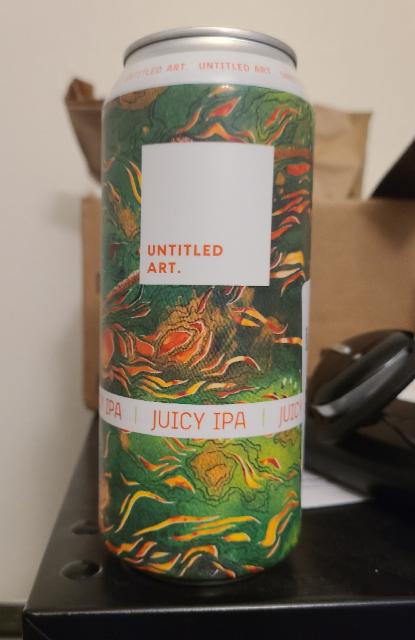 UNTITLED ART. UNTITLED ART
UNTITLED
ART.
IPA | JUICY IPA | JUIC